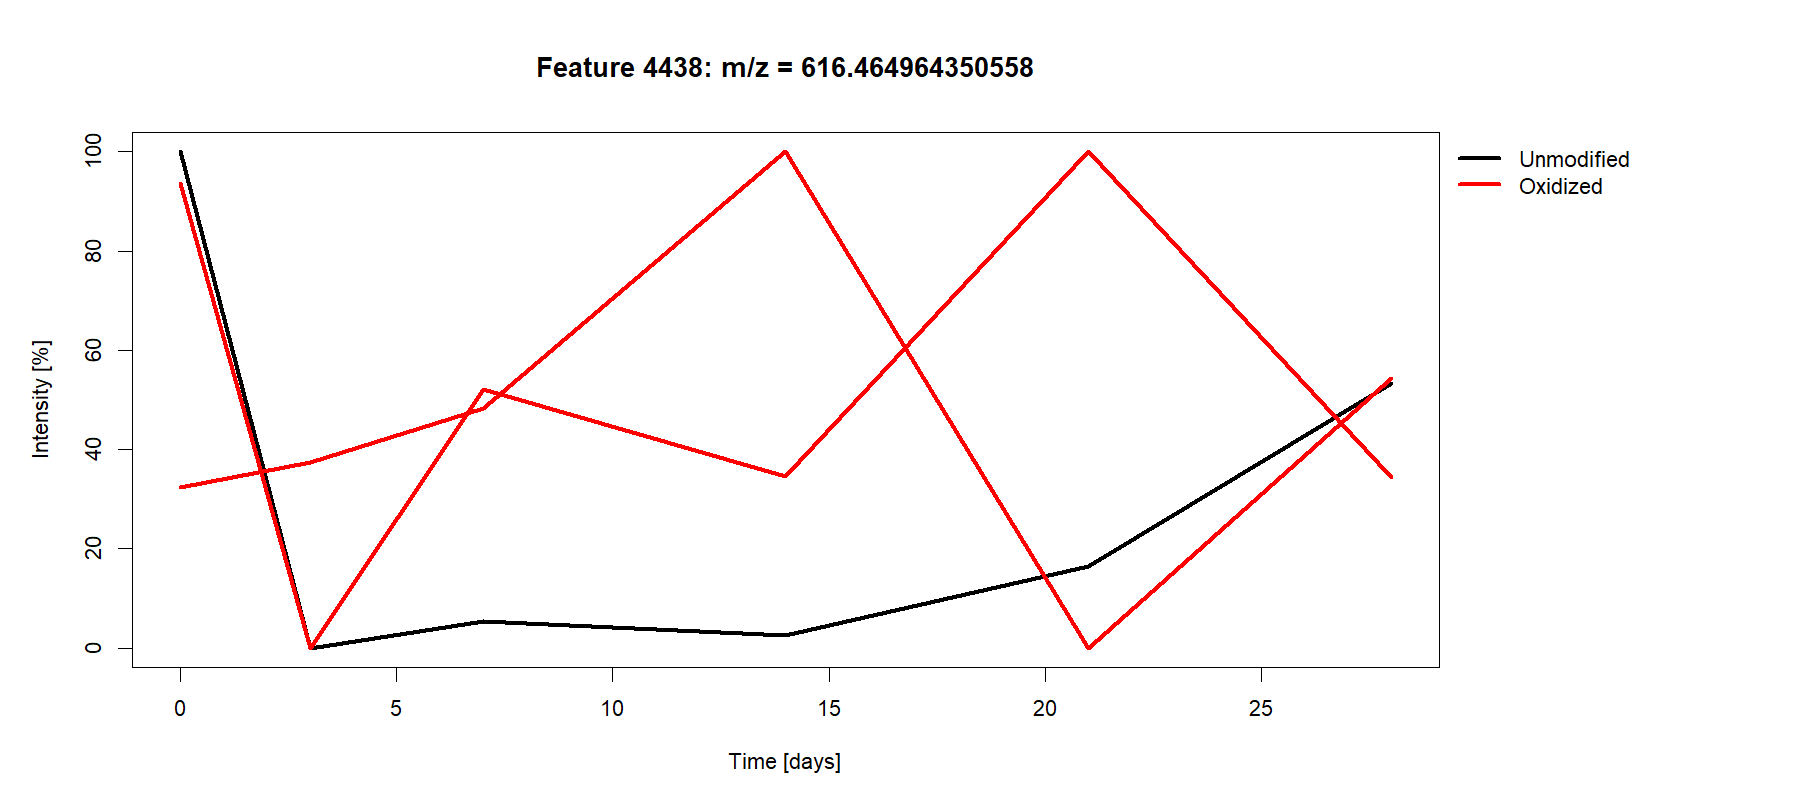 Feature 4438: m/z = 616.464964350558
Unmodified
Oxidized
Intensity [%]
100
80
60
40
20
0
0 5 10 15 20 25
Time [days]